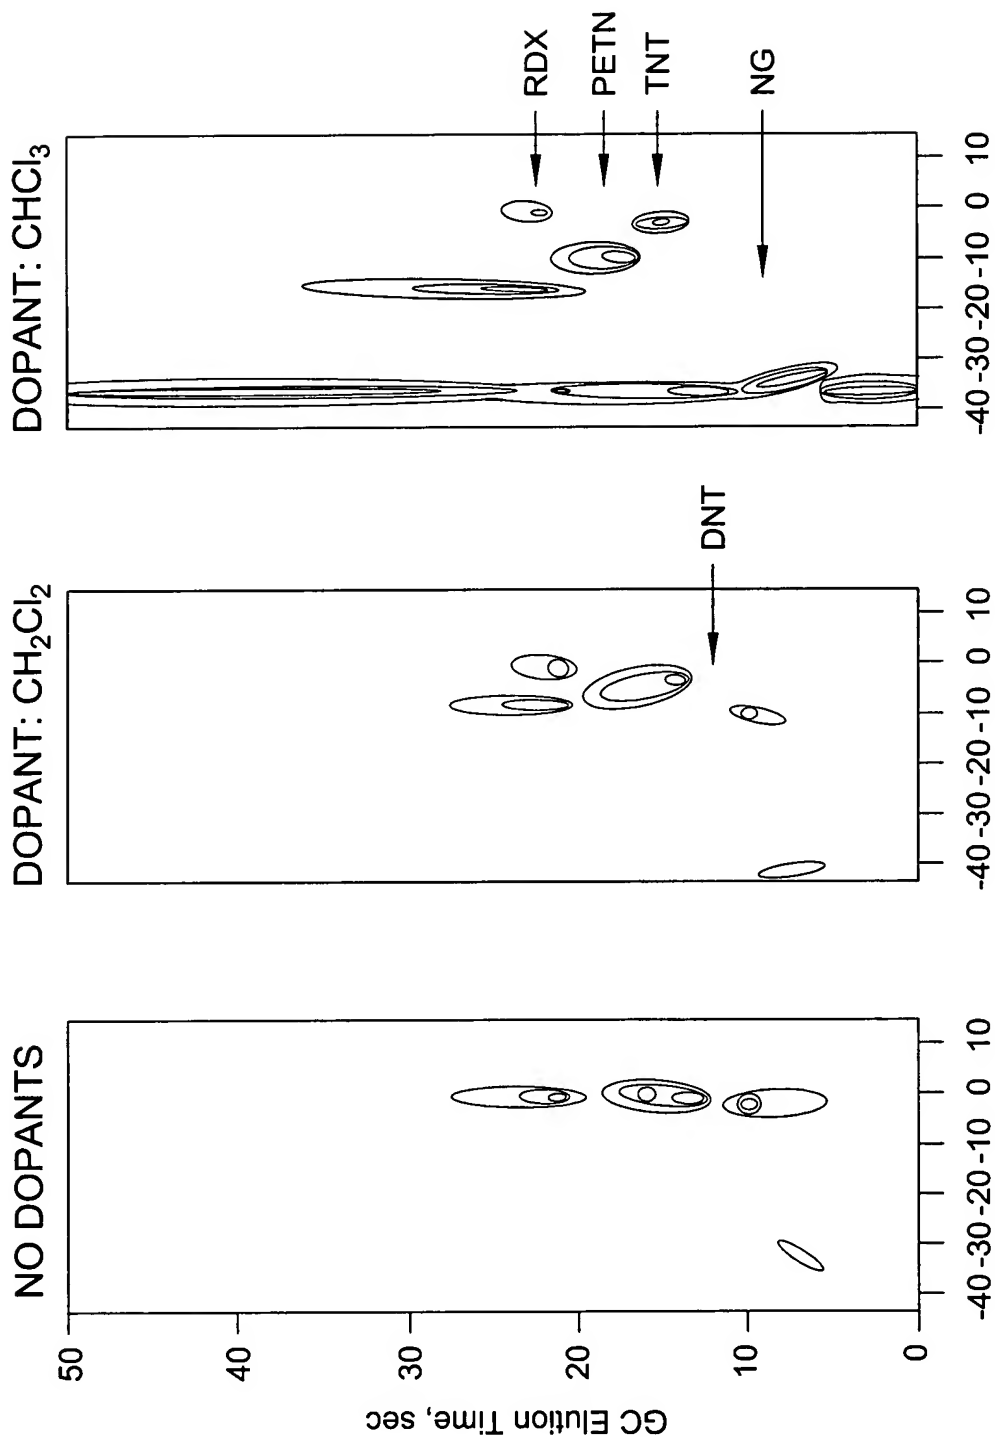 NO DOPANTS
DOPANT: CH₂Cl₂
DOPANT: CHCl₃
GC Elution Time, sec
50
40
30
20
10
0
-40 -30 -20 -10 0 10
-40 -30 -20 -10 0 10
-40 -30 -20 -10 0 10
DNT
RDX
PETN
TNT
NG